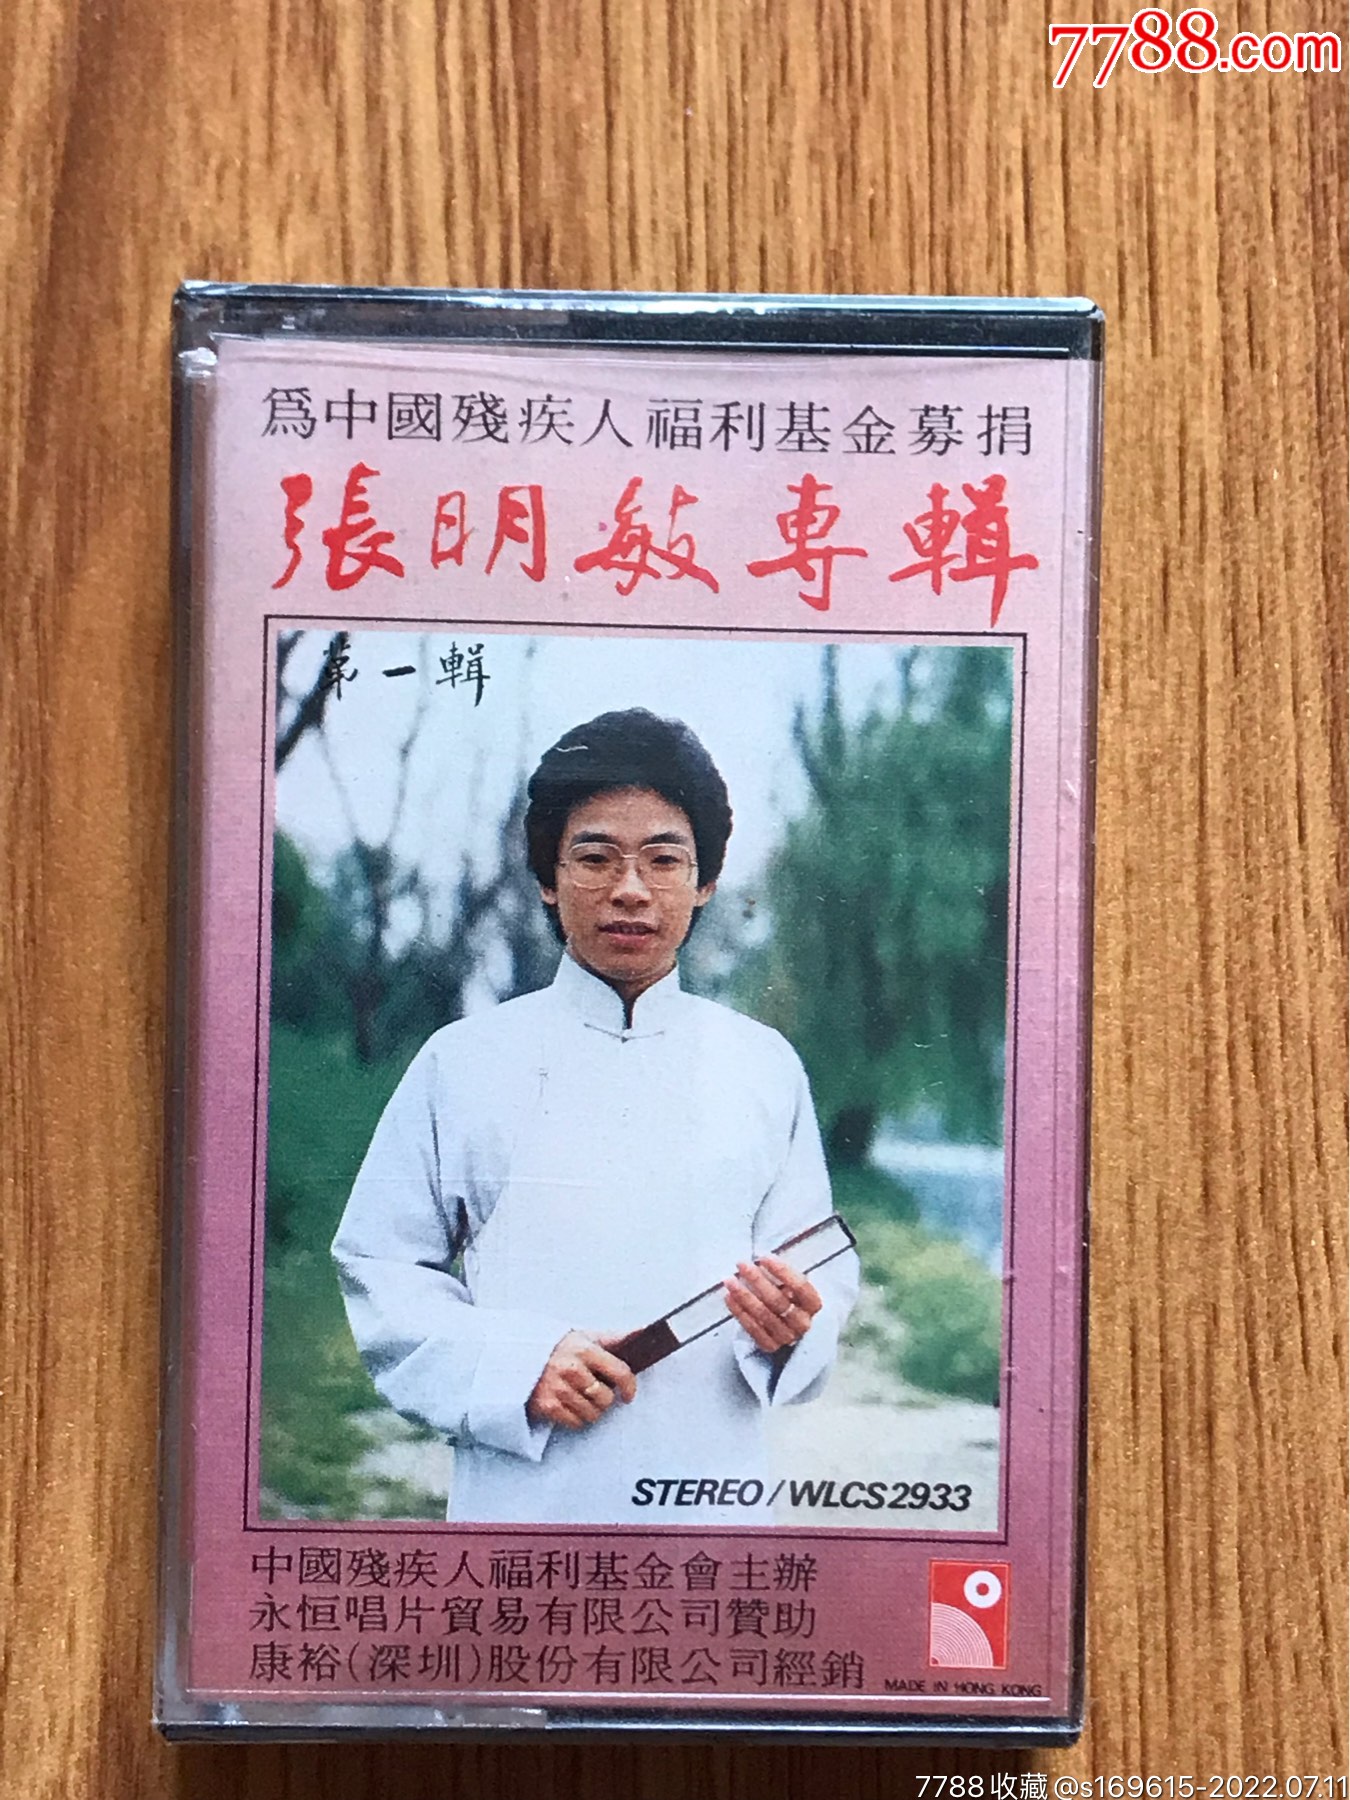 7788.com
爲中國殘疾人福利基金募捐
張明敏專輯
第一輯
STEREO/WLCS2933
中國殘疾人福利基金會主辦
永恒唱片貿易有限公司贊助
康裕(深圳)股份有限公司經銷
MADE IN HONG KONG
7788收藏@s169615-2022.07.11